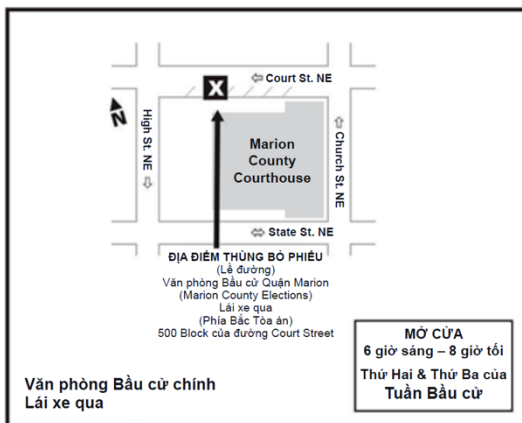 Court St. NE
X
N
High St. NE
Marion
County
Courthouse
Church St. NE
State St. NE
ĐỊA ĐIỂM THÙNG BỎ PHIẾU
(Lề đường)
Văn phòng Bầu cử Quận Marion
(Marion County Elections)
Lái xe qua
(Phía Bắc Tòa án)
500 Block của đường Court Street
MỞ CỬA
6 giờ sáng – 8 giờ tối
Thứ Hai & Thứ Ba của
Tuần Bầu cử
Văn phòng Bầu cử chính
Lái xe qua